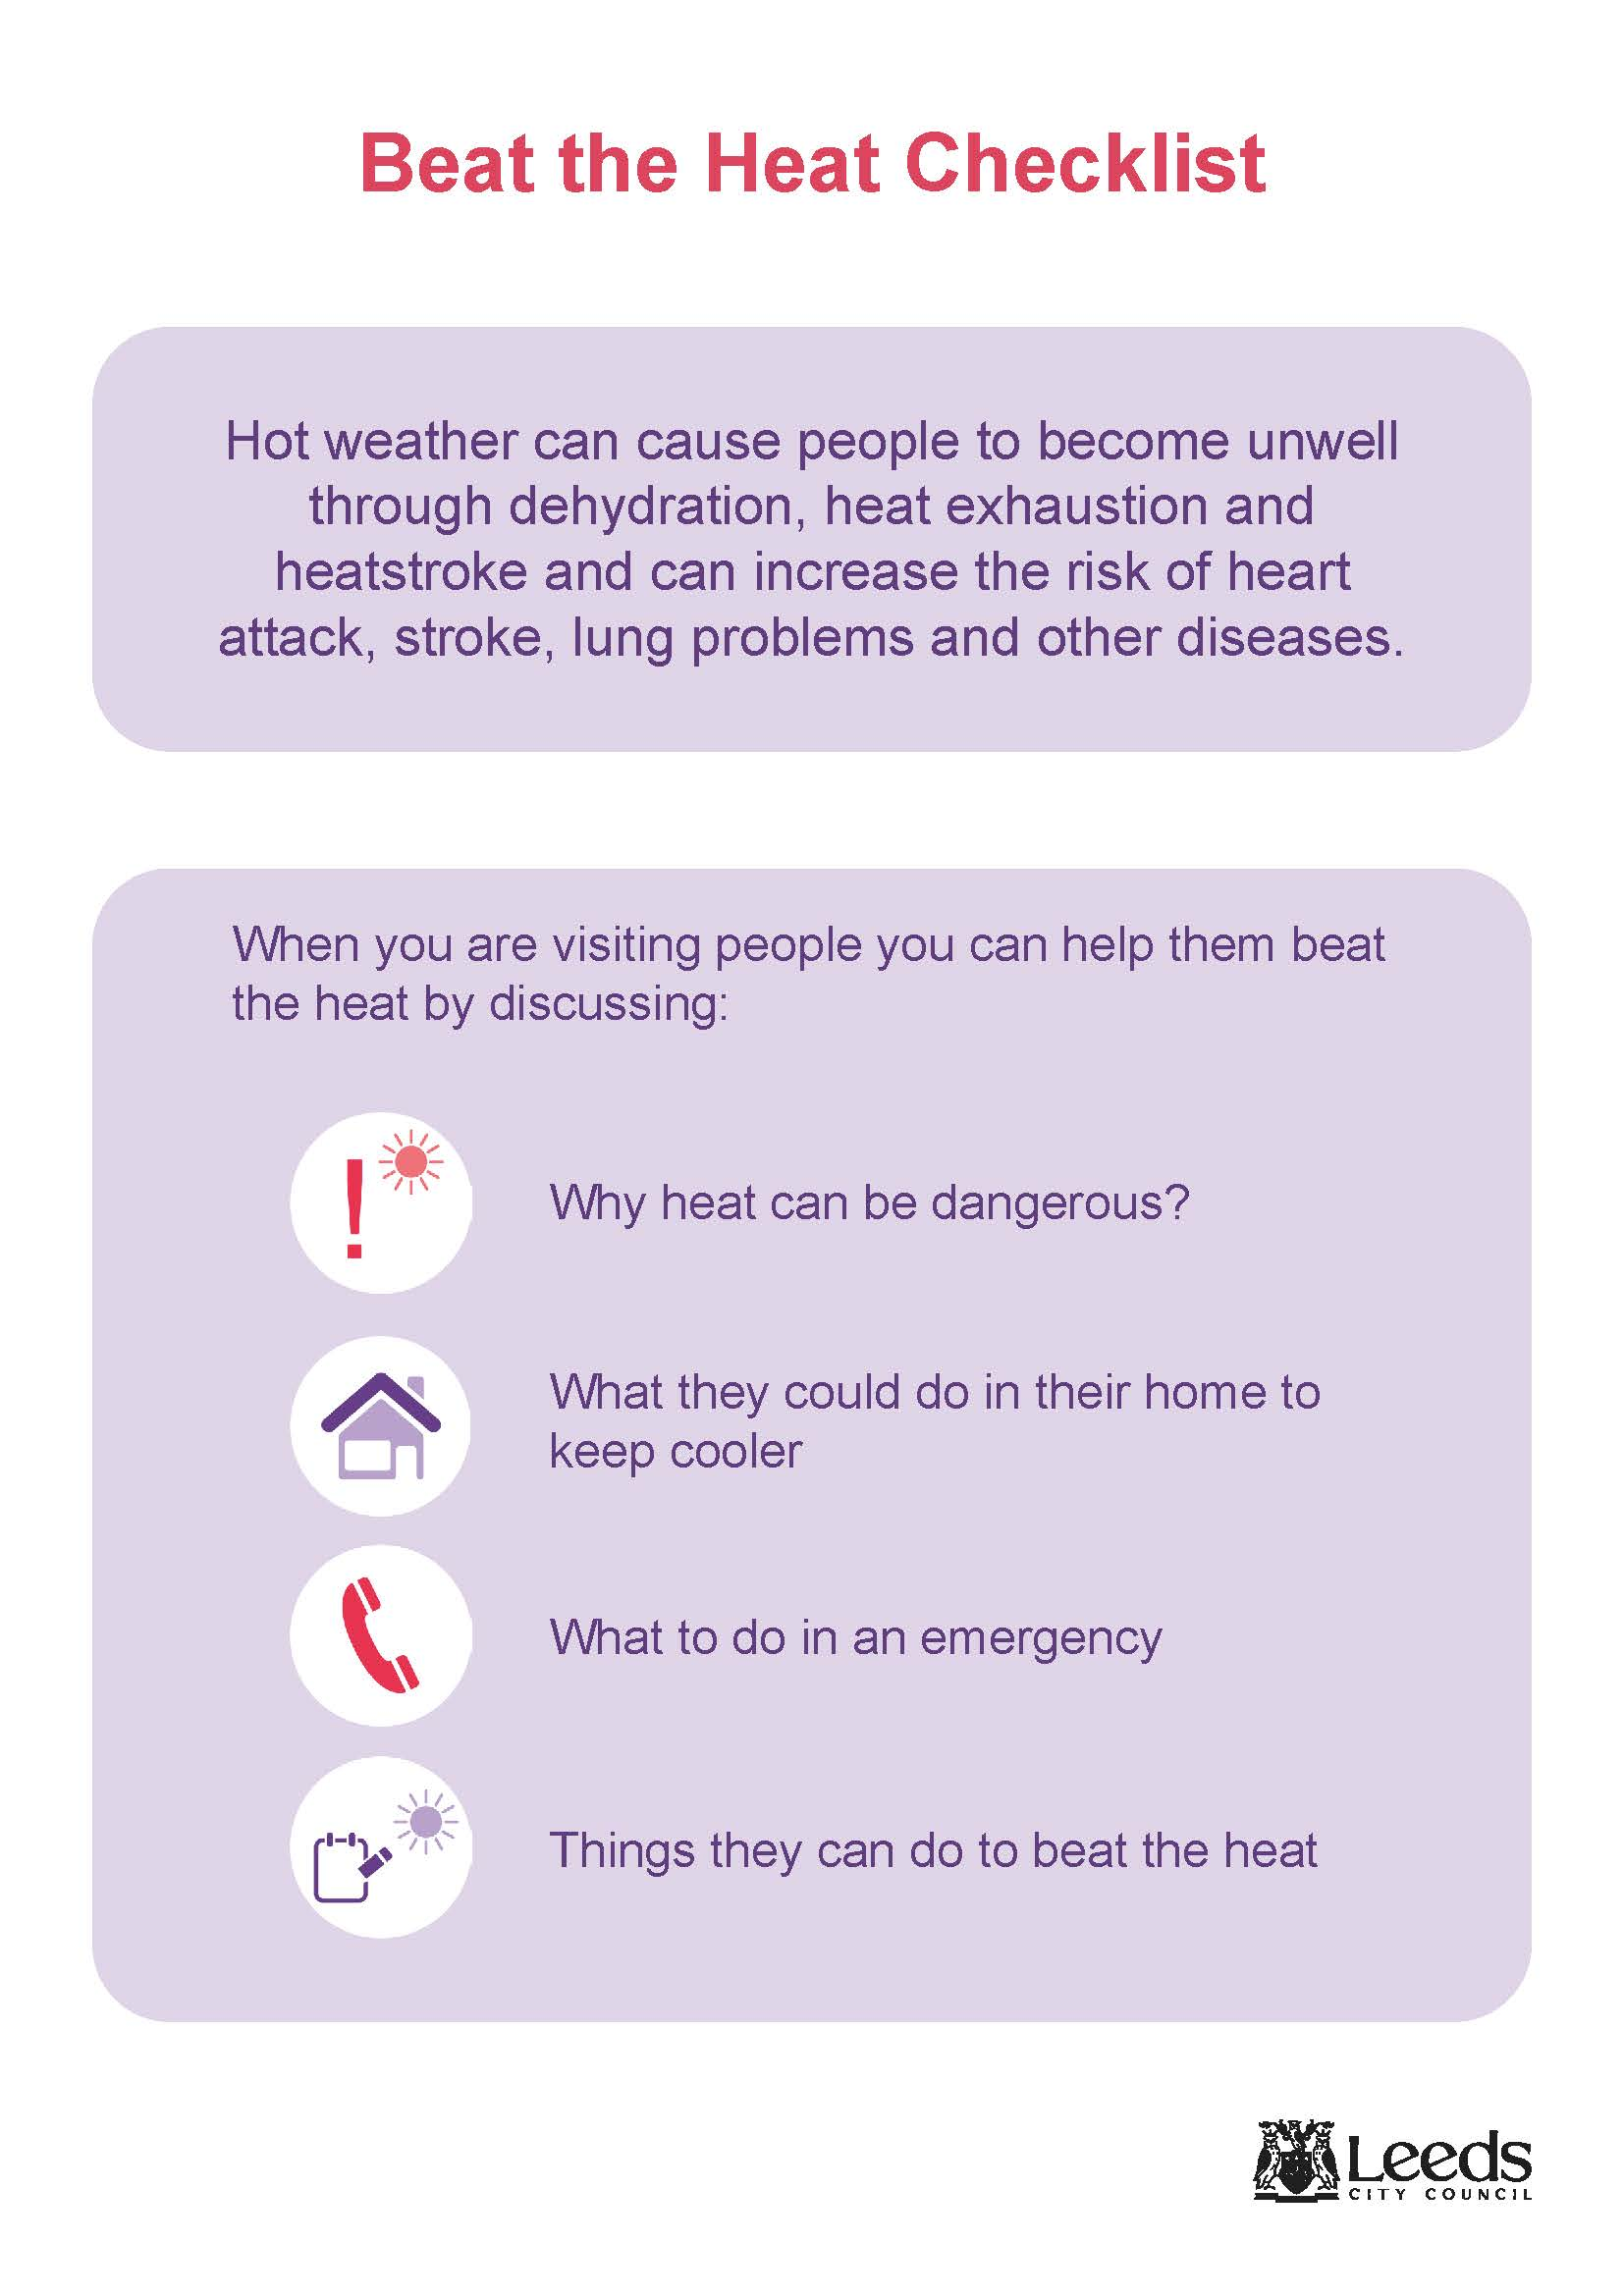 Beat the Heat Checklist
Hot weather can cause people to become unwell
through dehydration, heat exhaustion and
heatstroke and can increase the risk of heart
attack, stroke, lung problems and other diseases.
When you are visiting people you can help them beat
the heat by discussing:
Why heat can be dangerous?
What they could do in their home to
keep cooler
What to do in an emergency
Things they can do to beat the heat
Leeds
CITY COUNCIL